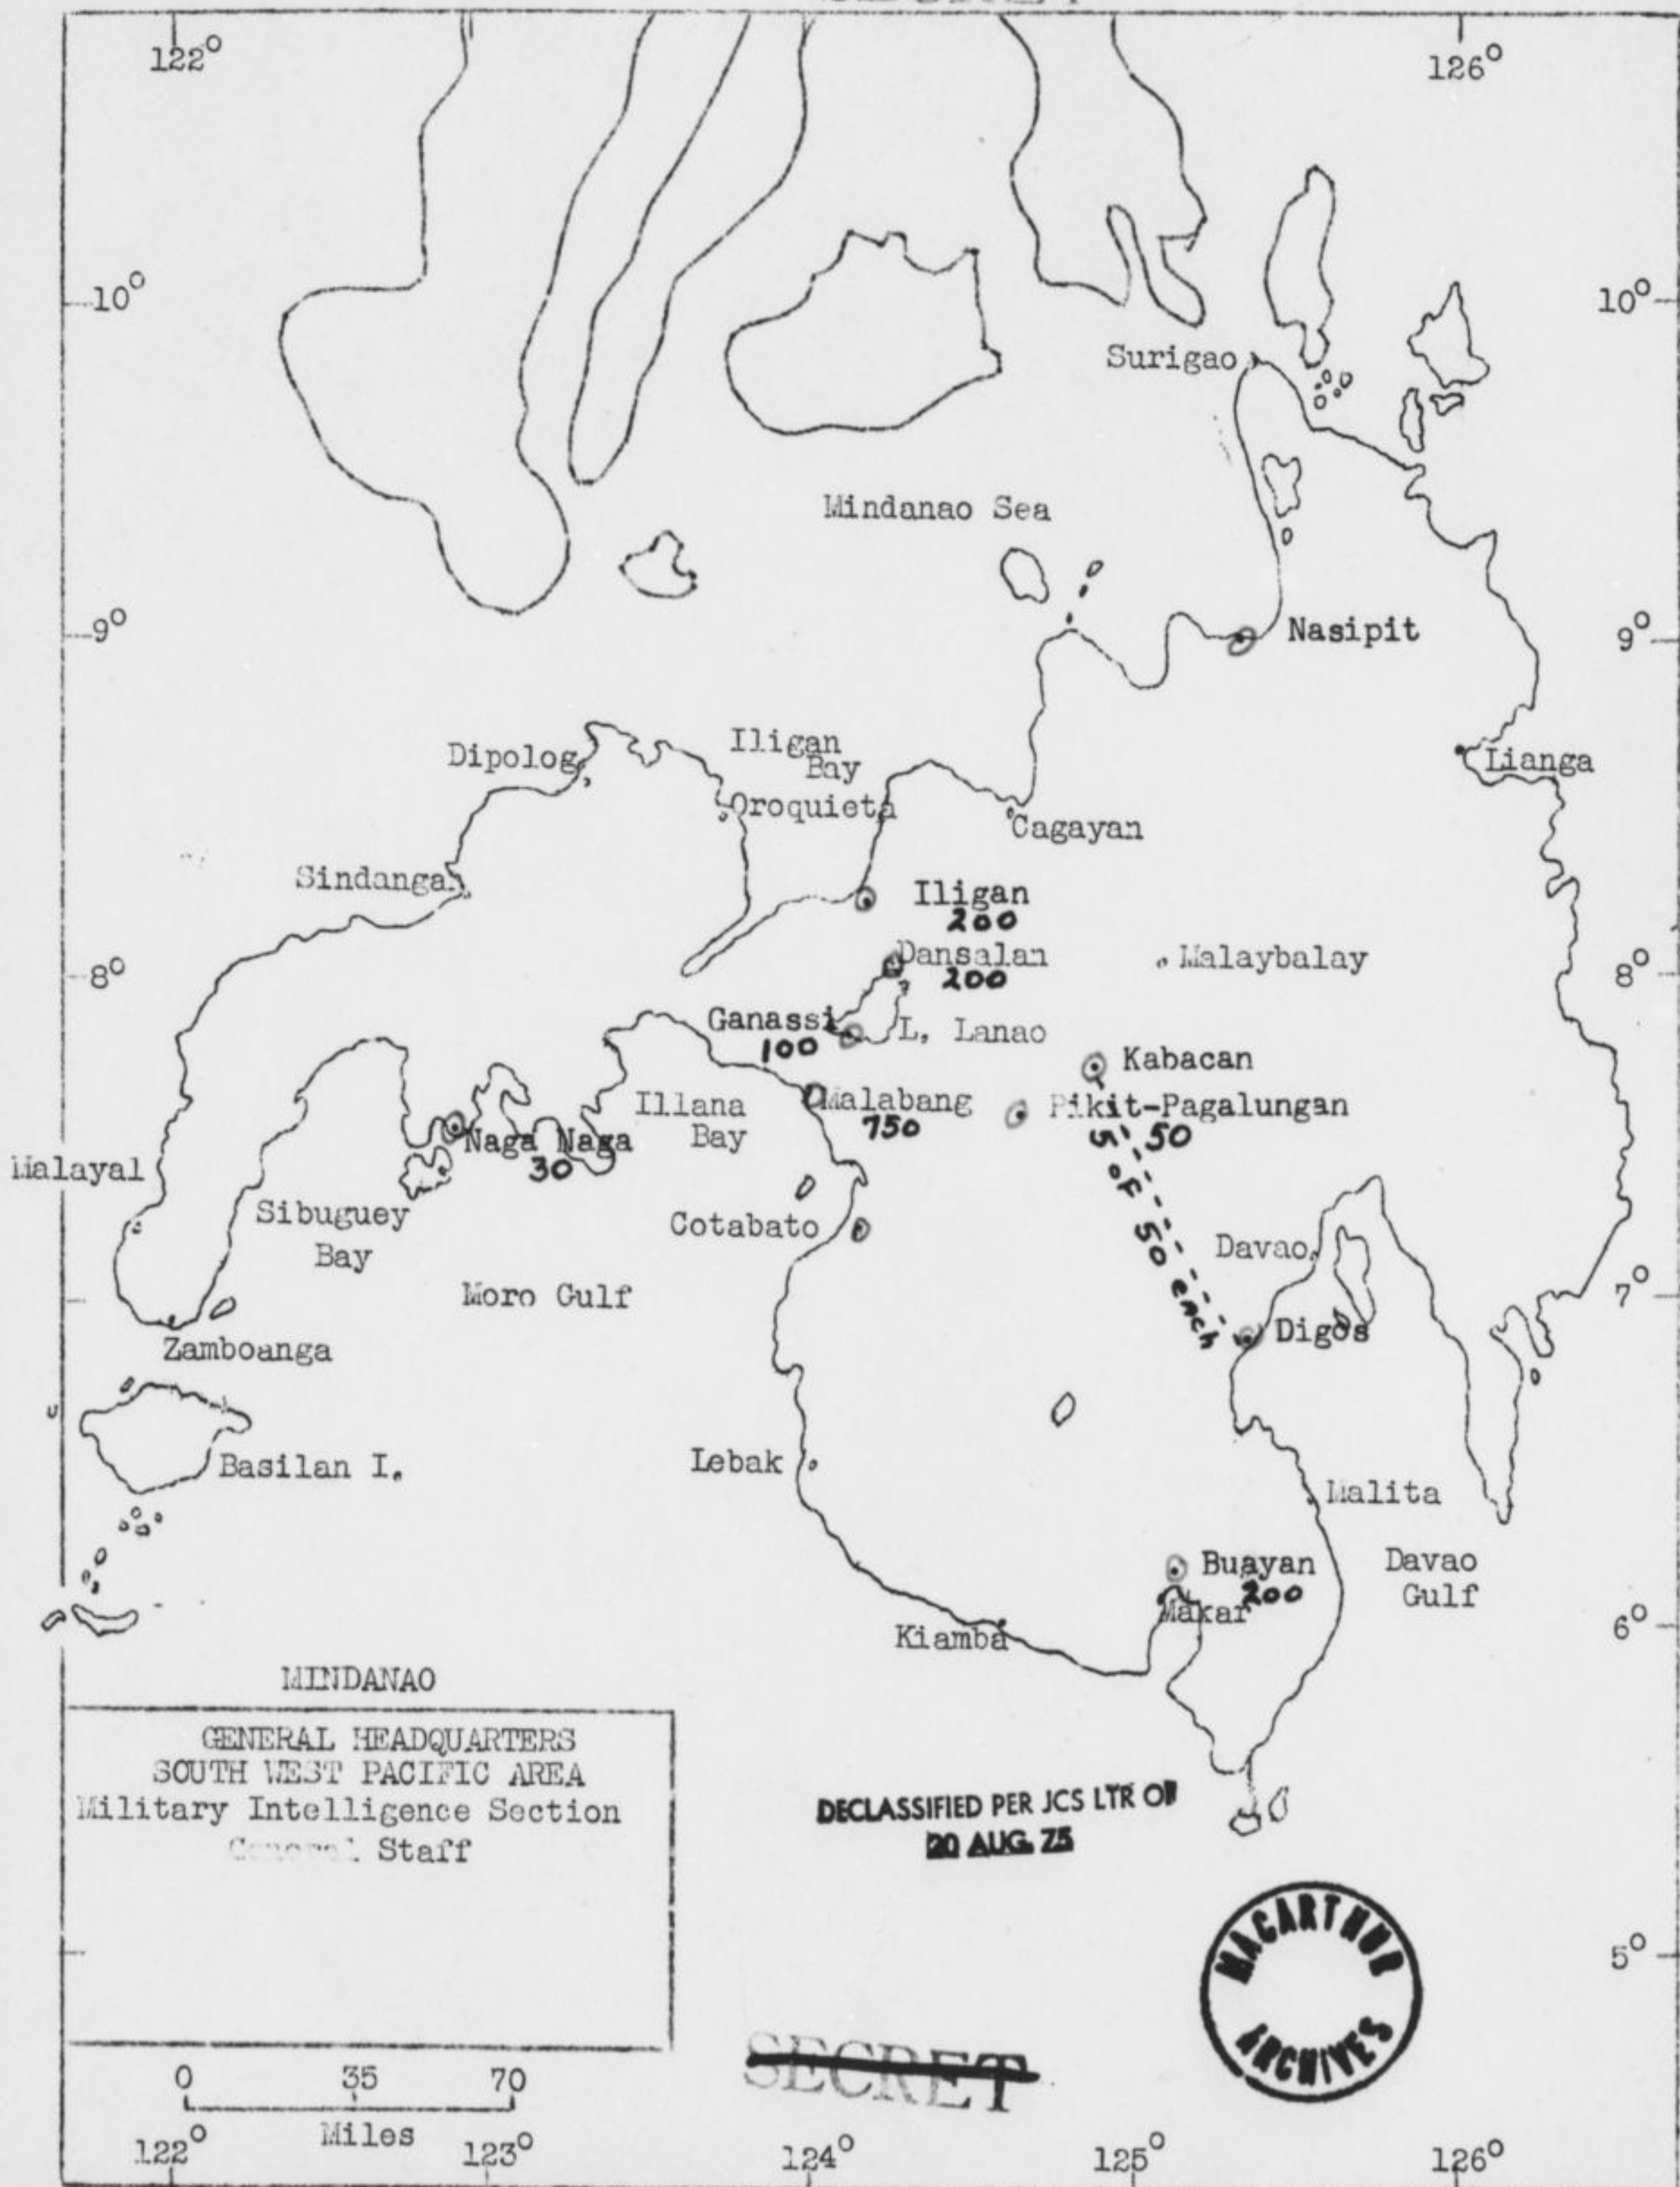 122° 126°
10° 10°
Surigao
Mindanao Sea
9° Nasipit 9°
Dipolog
Iligan
Bay
Lianga
Oroquieta
Cagayan
Sindangan
Iligan
200
Dansalan
200
Malaybalay
8° 8°
Ganassi
100
L. Lanao
Kabacan
Malabang
750
Pikit-Pagalungan
50
Illana
Bay
Naga Naga
30
5 of 50 each
Malayal
Sibuguey
Bay
Cotabato
Davao
Moro Gulf
7°
Digos
Zamboanga
Basilan I.
Lebak
Malita
Buayan
200
Davao
Gulf
Makar
Kiamba
6°
MINDANAO
GENERAL HEADQUARTERS
SOUTH WEST PACIFIC AREA
Military Intelligence Section
General Staff
DECLASSIFIED PER JCS LTR OF
20 AUG. 75
MACARTHUR
ARCHIVES
5°
SECRET
0 35 70
Miles
122° 123° 124° 125° 126°